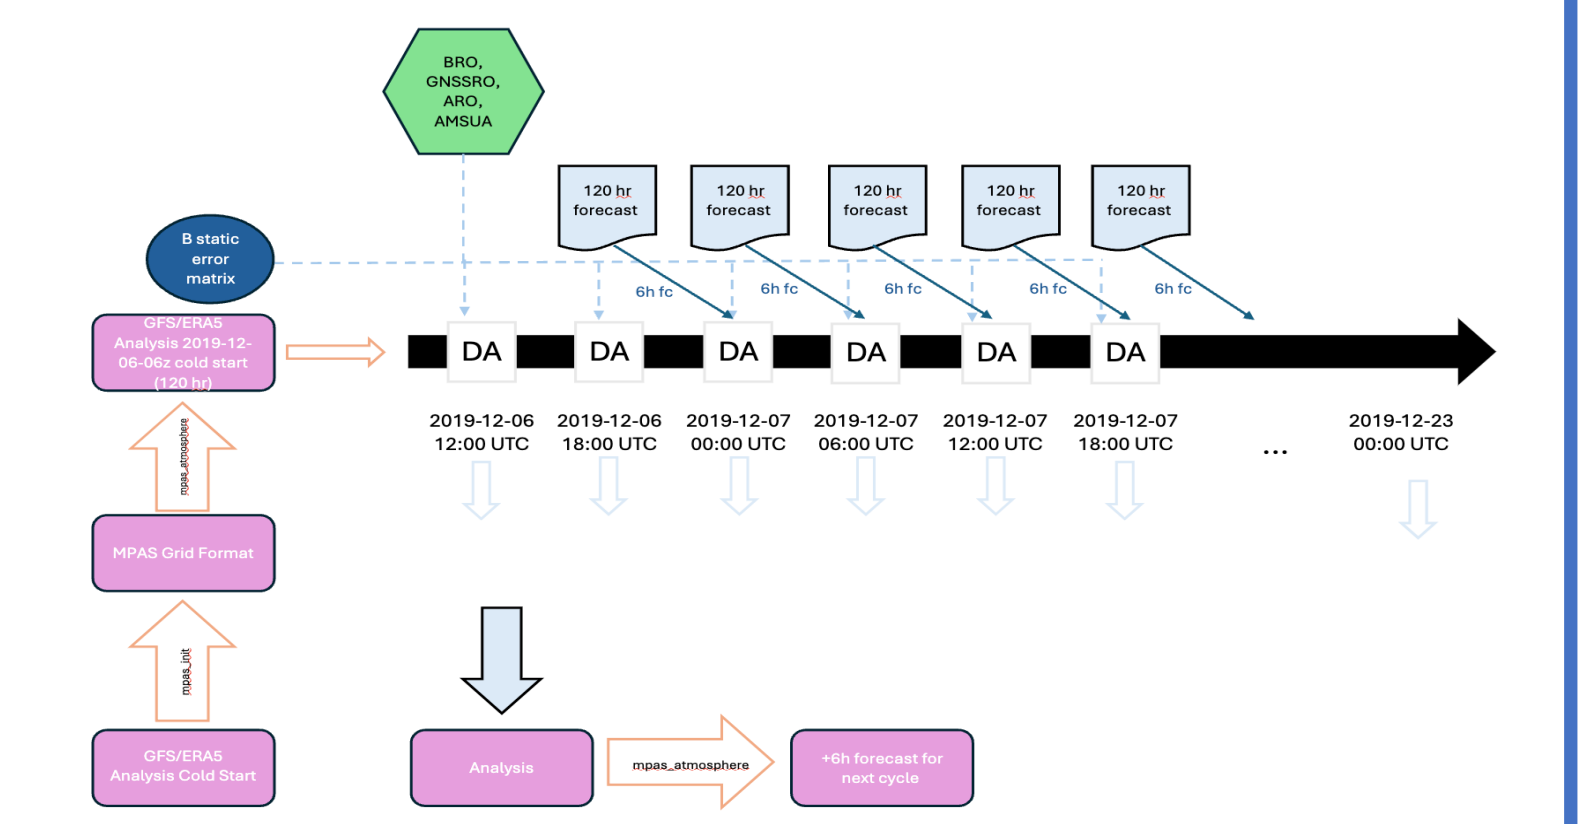 BRO,
GNSSRO,
ARO,
AMSUA
120 hr
forecast
120 hr
forecast
120 hr
forecast
120 hr
forecast
120 hr
forecast
B static
error
matrix
6h fc
6h fc
6h fc
6h fc
6h fc
GFS/ERA5
Analysis 2019-12-
06-06z cold start
(120 hr)
DA
DA
DA
DA
DA
DA
2019-12-06
12:00 UTC
2019-12-06
18:00 UTC
2019-12-07
00:00 UTC
2019-12-07
06:00 UTC
2019-12-07
12:00 UTC
2019-12-07
18:00 UTC
...
2019-12-23
00:00 UTC
mpas_atmosphere
MPAS Grid Format
mpas_init
GFS/ERA5
Analysis Cold Start
Analysis
mpas_atmosphere
+6h forecast for
next cycle